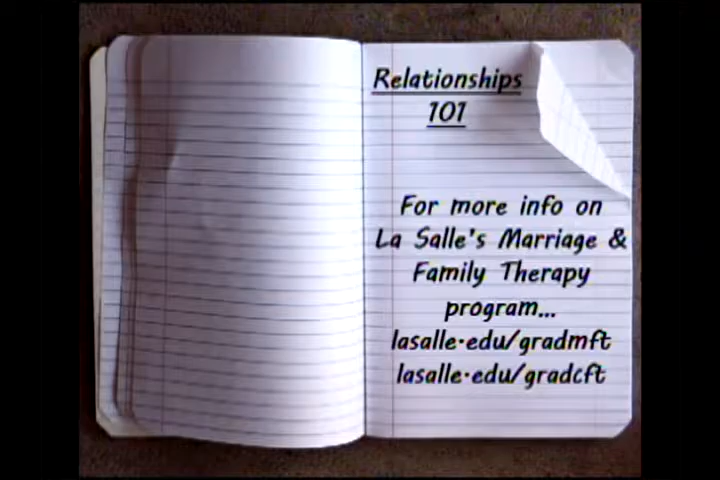 Relationships
101
For more info on
La Salle's Marriage &
Family Therapy
program...
lasalle.edu/gradmft
lasalle.edu/gradcft